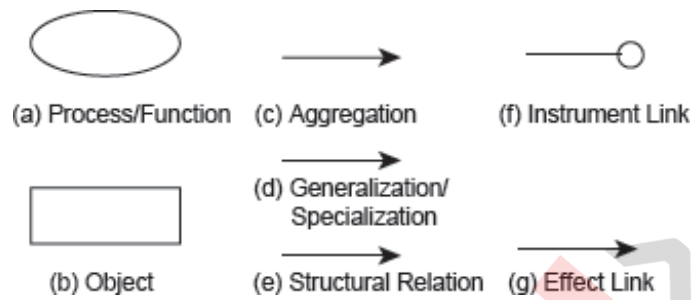 (a) Process/Function
(c) Aggregation
(f) Instrument Link
(d) Generalization/
Specialization
(b) Object
(e) Structural Relation
(g) Effect Link